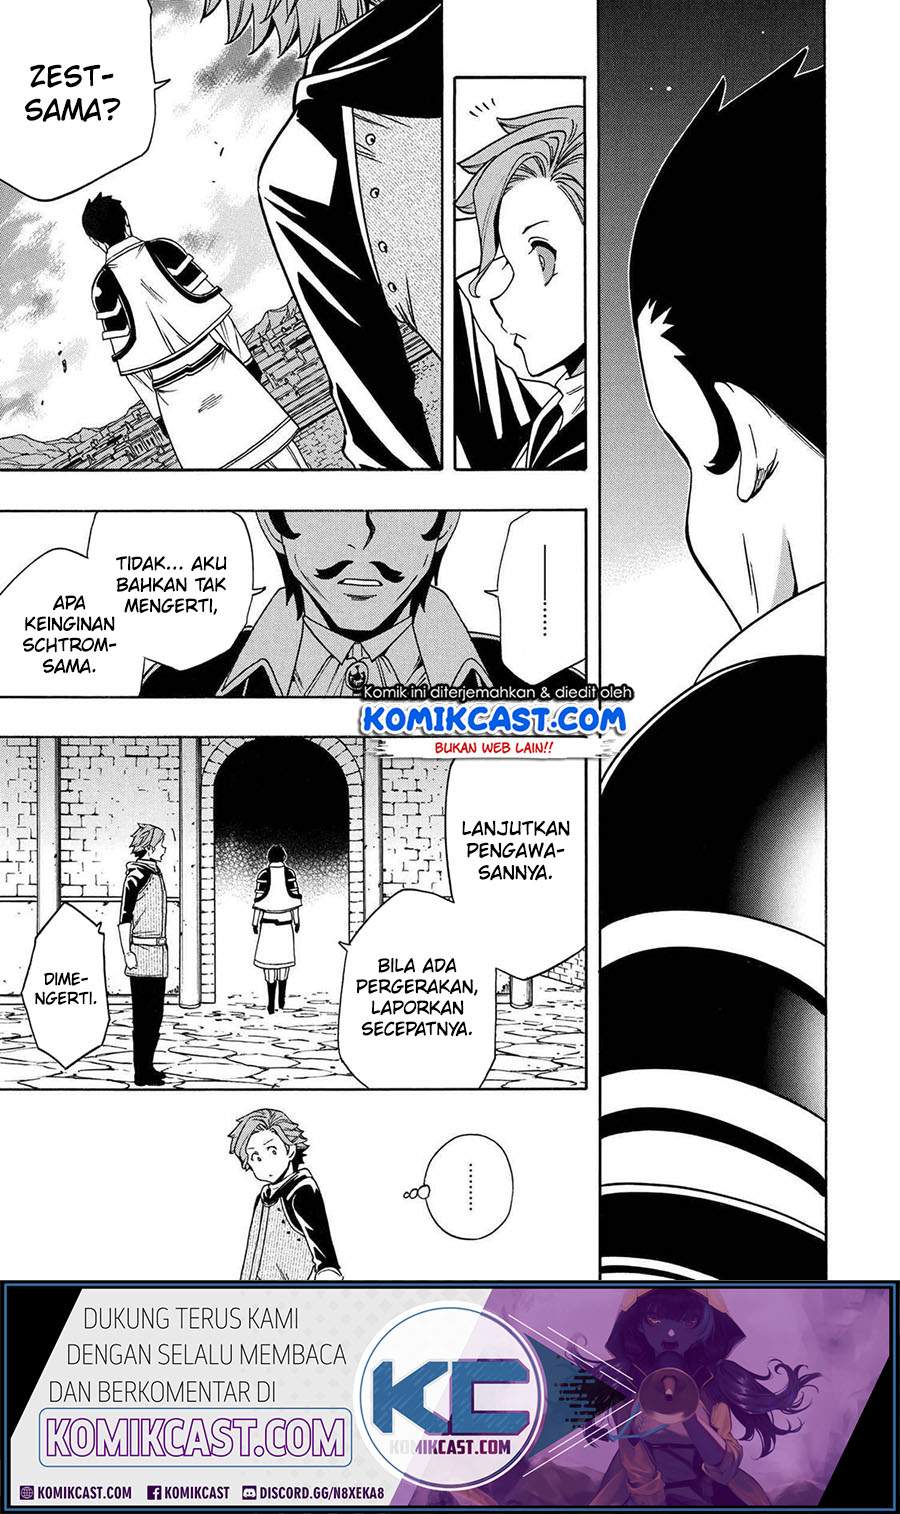 ZEST-
SAMA?
TIDAK... AKU
BAHKAN TAK
MENGERTI,
APA
KEINGINAN
SCHTROM-
SAMA.
Komik ini diterjemahkan & diedit oleh
KOMIKCAST.COM
BUKAN WEB LAIN!!
LANJUTKAN
PENGAWA-
SANNYA.
BILA ADA
PERGERAKAN,
LAPORKAN
SECEPATNYA.
DIME-
NGERTI.
DUKUNG TERUS KAMI
DENGAN SELALU MEMBACA
DAN BERKOMENTAR DI
KOMIKCAST.COM
KC
KOMIKCAST.COM
KOMIKCAST.COM KOMIKCAST DISCORD.GG/N8XEKA8